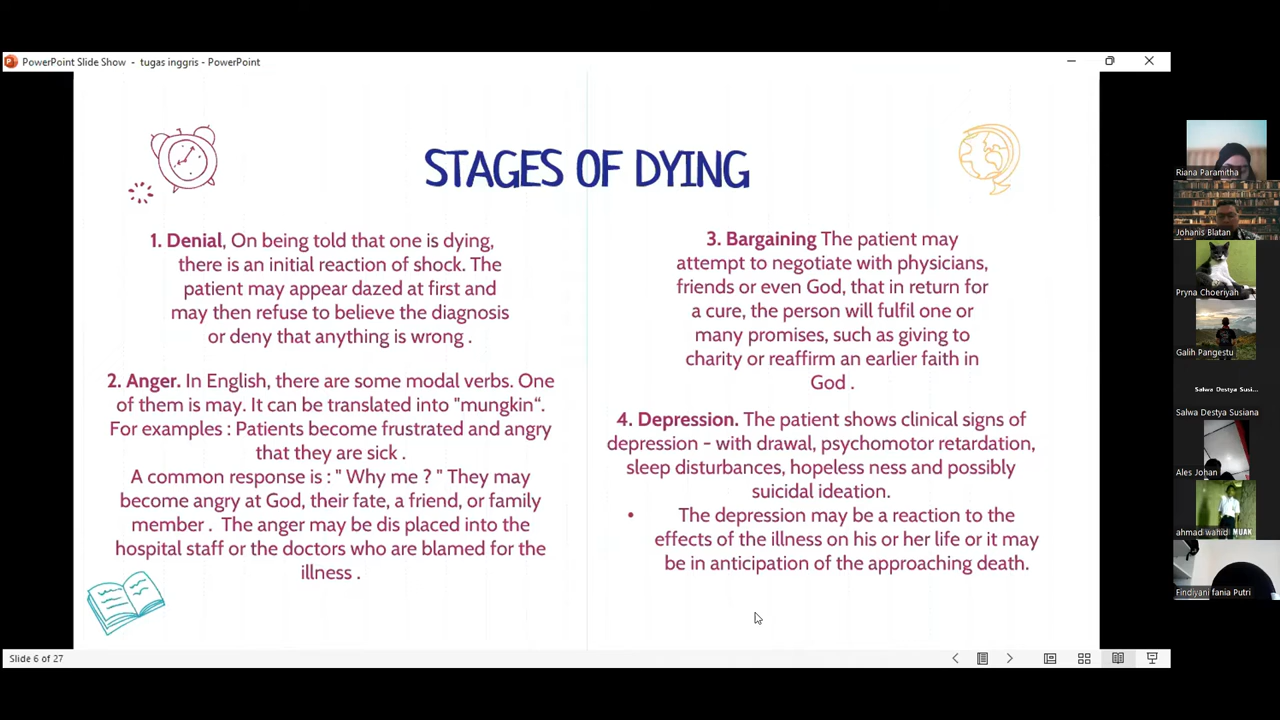 PowerPoint Slide Show - tugas inggris - PowerPoint
STAGES OF DYING
1. Denial, On being told that one is dying,
there is an initial reaction of shock. The
patient may appear dazed at first and
may then refuse to believe the diagnosis
or deny that anything is wrong .
2. Anger. In English, there are some modal verbs. One
of them is may. It can be translated into "mungkin“.
For examples : Patients become frustrated and angry
that they are sick .
A common response is : " Why me ? " They may
become angry at God, their fate, a friend, or family
member . The anger may be dis placed into the
hospital staff or the doctors who are blamed for the
illness .
3. Bargaining The patient may
attempt to negotiate with physicians,
friends or even God, that in return for
a cure, the person will fulfil one or
many promises, such as giving to
charity or reaffirm an earlier faith in
God .
4. Depression. The patient shows clinical signs of
depression - with drawal, psychomotor retardation,
sleep disturbances, hopeless ness and possibly
suicidal ideation.
• The depression may be a reaction to the
effects of the illness on his or her life or it may
be in anticipation of the approaching death.
Slide 6 of 27
Riana Paramitha
Johanis Blatan
Pryna Choeriyah
Galih Pangestu
Salwa Destya Susi...
Salwa Destya Susiana
Ales Johan
ahmad wahid MUAK
Findiyani fania Putri